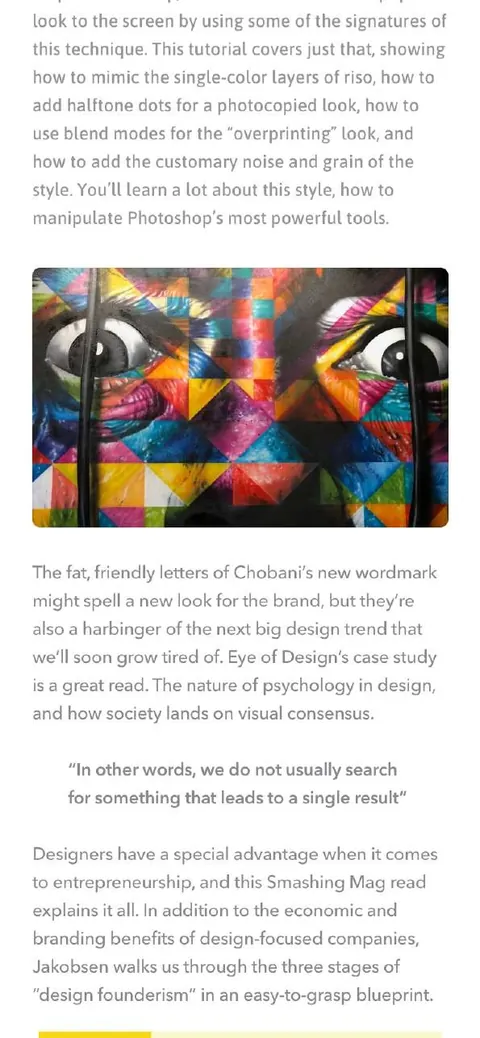 look to the screen by using some of the signatures of
this technique. This tutorial covers just that, showing
how to mimic the single-color layers of riso, how to
add halftone dots for a photocopied look, how to
use blend modes for the “overprinting” look, and
how to add the customary noise and grain of the
style. You’ll learn a lot about this style, how to
manipulate Photoshop’s most powerful tools.
The fat, friendly letters of Chobani’s new wordmark
might spell a new look for the brand, but they’re
also a harbinger of the next big design trend that
we’ll soon grow tired of. Eye of Design’s case study
is a great read. The nature of psychology in design,
and how society lands on visual consensus.
“In other words, we do not usually search
for something that leads to a single result”
Designers have a special advantage when it comes
to entrepreneurship, and this Smashing Mag read
explains it all. In addition to the economic and
branding benefits of design-focused companies,
Jakobsen walks us through the three stages of
“design founderism” in an easy-to-grasp blueprint.